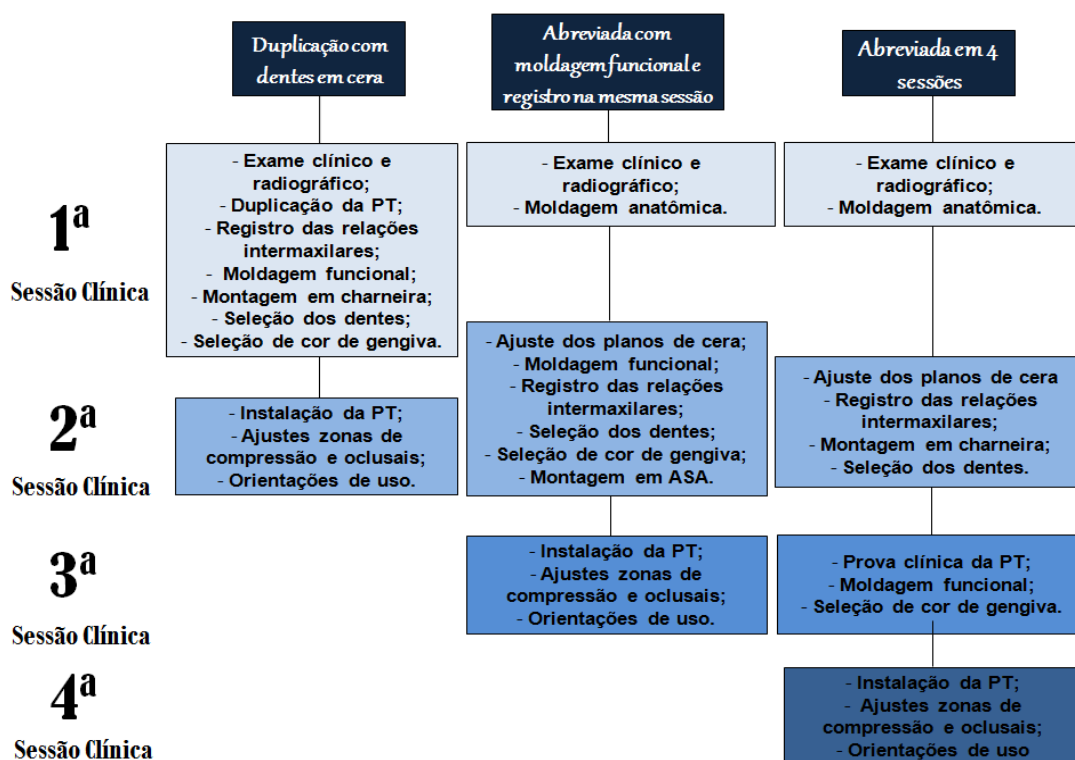 Duplicação com
dentes em cera
Abreviada com
moldagem funcional e
registro na mesma sessão
Abreviada em 4
sessões
1ª
Sessão Clínica
- Exame clínico e
radiográfico;
- Duplicação da PT;
- Registro das relações
intermaxilares;
- Moldagem funcional;
- Montagem em charneira;
- Seleção dos dentes;
- Seleção de cor de gengiva.
- Exame clínico e
radiográfico;
- Moldagem anatômica.
- Exame clínico e
radiográfico;
- Moldagem anatômica.
2ª
Sessão Clínica
- Instalação da PT;
- Ajustes zonas de
compressão e oclusais;
- Orientações de uso.
- Ajuste dos planos de cera;
- Moldagem funcional;
- Registro das relações
intermaxilares;
- Seleção dos dentes;
- Seleção de cor de gengiva;
- Montagem em ASA.
- Ajuste dos planos de cera
- Registro das relações
intermaxilares;
- Montagem em charneira;
- Seleção dos dentes.
3ª
Sessão Clínica
- Instalação da PT;
- Ajustes zonas de
compressão e oclusais;
- Orientações de uso.
- Prova clínica da PT;
- Moldagem funcional;
- Seleção de cor de gengiva.
4ª
Sessão Clínica
- Instalação da PT;
- Ajustes zonas de
compressão e oclusais;
- Orientações de uso